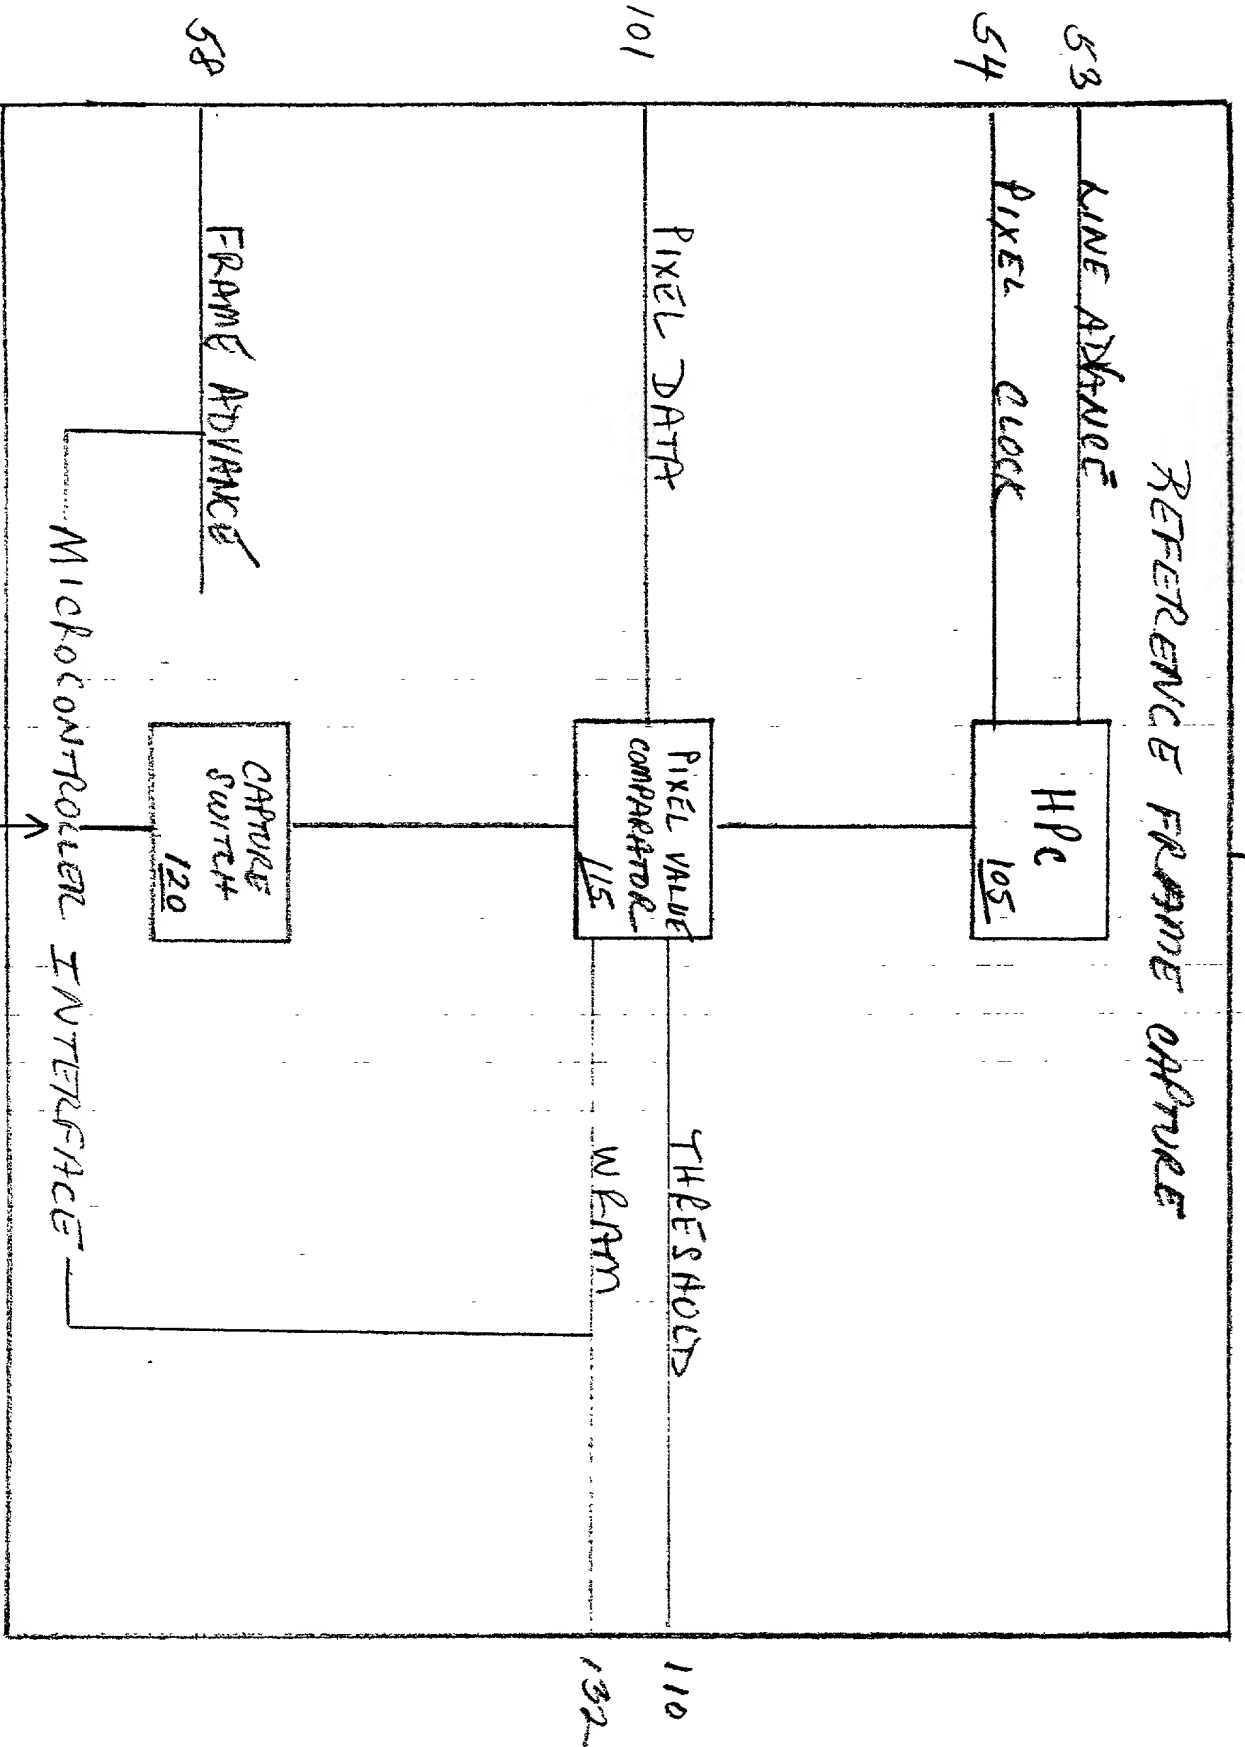 REFERENCE FRAME CAPTURE
53
LINE ADVANCE
54
PIXEL CLOCK
HPC
105
101
PIXEL DATA
PIXEL VALUE
COMPARATOR
115
THRESHOLD
110
WRAM
132
58
FRAME ADVANCE
CAPTURE
SWITCH
120
MICROCONTROLLER INTERFACE